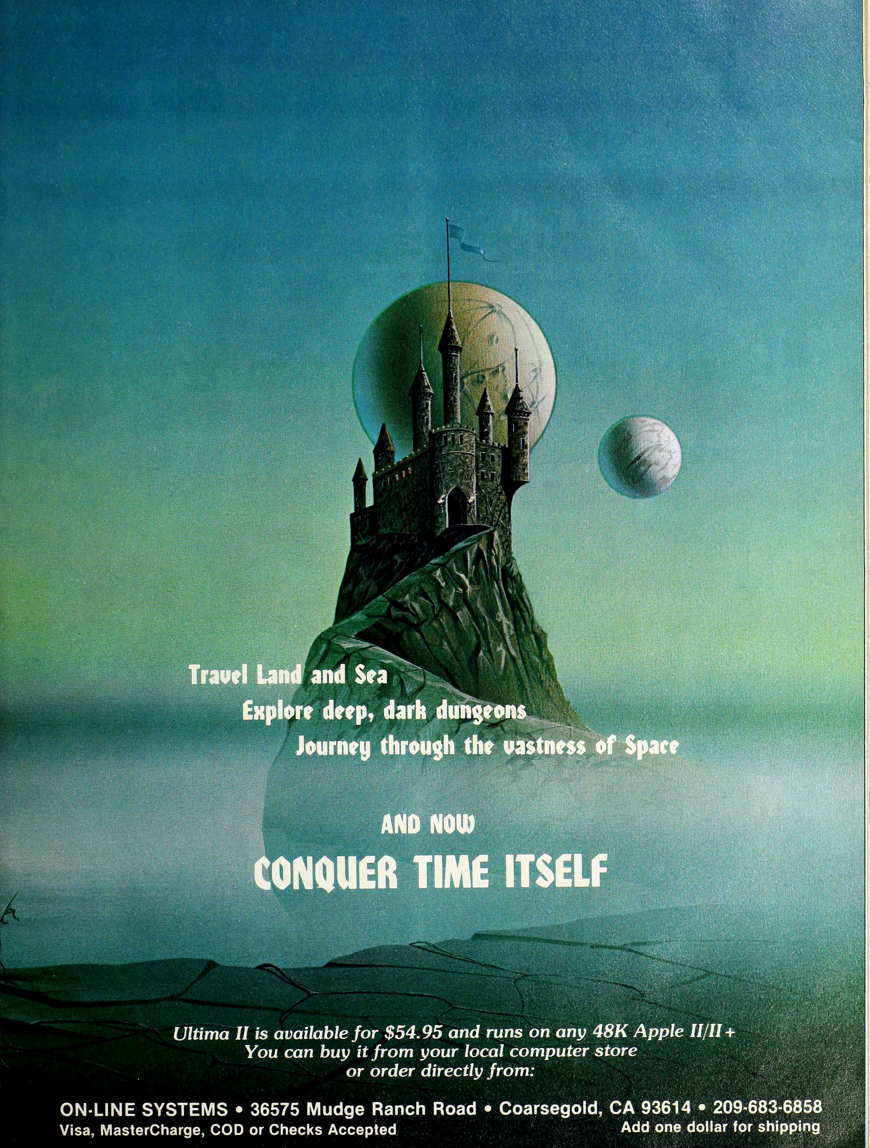 Travel Land and Sea
Explore deep, dark dungeons
Journey through the vastness of Space
AND NOW
CONQUER TIME ITSELF
Ultima II is available for $54.95 and runs on any 48K Apple II/II+
You can buy it from your local computer store
or order directly from:
ON-LINE SYSTEMS • 36575 Mudge Ranch Road • Coarsegold, CA 93614 • 209-683-6858
Visa, MasterCharge, COD or Checks Accepted Add one dollar for shipping